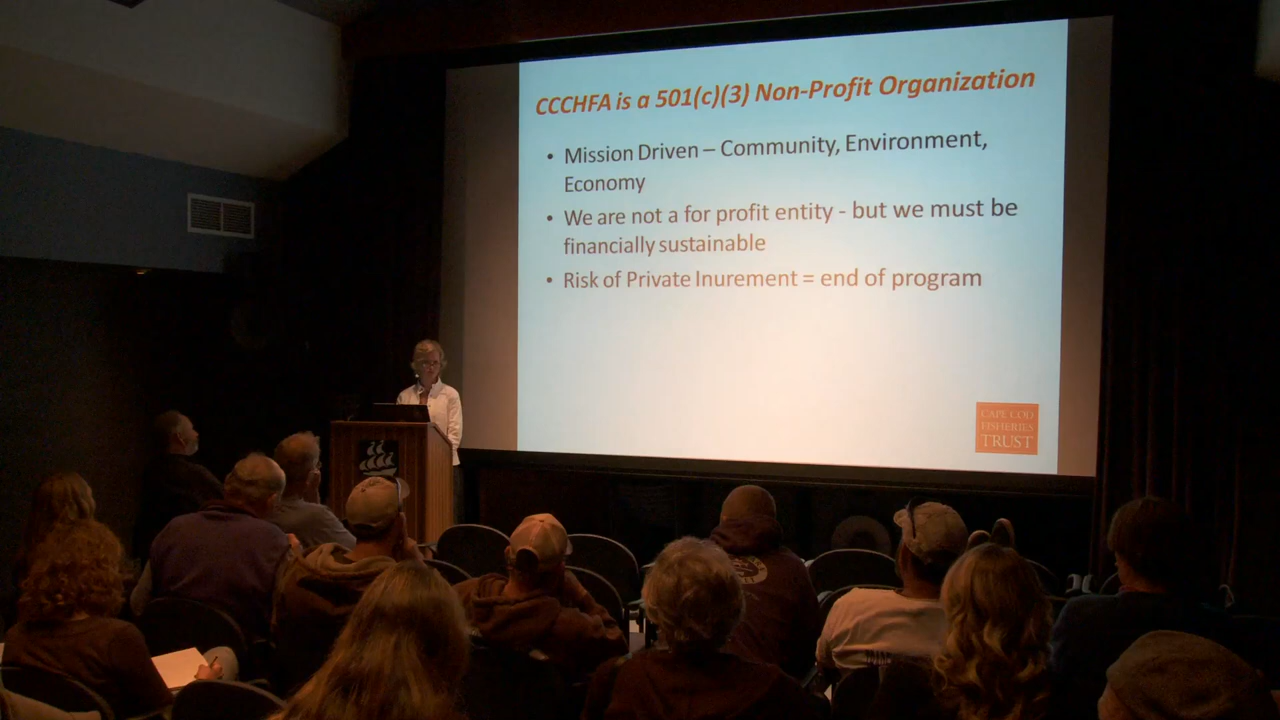 CCCHFA is a 501(c)(3) Non-Profit Organization
• Mission Driven – Community, Environment,
Economy
• We are not a for profit entity - but we must be
financially sustainable
• Risk of Private Inurement = end of program
CAPE COD
FISHERIES
TRUST